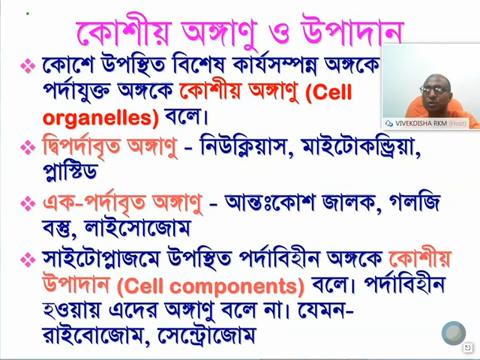 কোশীয় অঙ্গাণু ও উপাদান
কোশে উপস্থিত বিশেষ কার্যসম্পন্ন অঙ্গকে
পর্দাযুক্ত অঙ্গকে কোশীয় অঙ্গাণু (Cell
organelles) বলে।
দ্বিপর্দাবৃত অঙ্গাণু - নিউক্লিয়াস, মাইটোকন্ড্রিয়া,
প্লাস্টিড
এক-পর্দাবৃত অঙ্গাণু - আন্তঃকোশ জালক, গলজি
বস্তু, লাইসোজোম
সাইটোপ্লাজমে উপস্থিত পর্দাবিহীন অঙ্গকে কোশীয়
উপাদান (Cell components) বলে। পর্দাবিহীন
হওয়ায় এদের অঙ্গাণু বলে না। যেমন-
রাইবোজোম, সেন্ট্রোজোম
VIVEKDISHA RKM (Host)